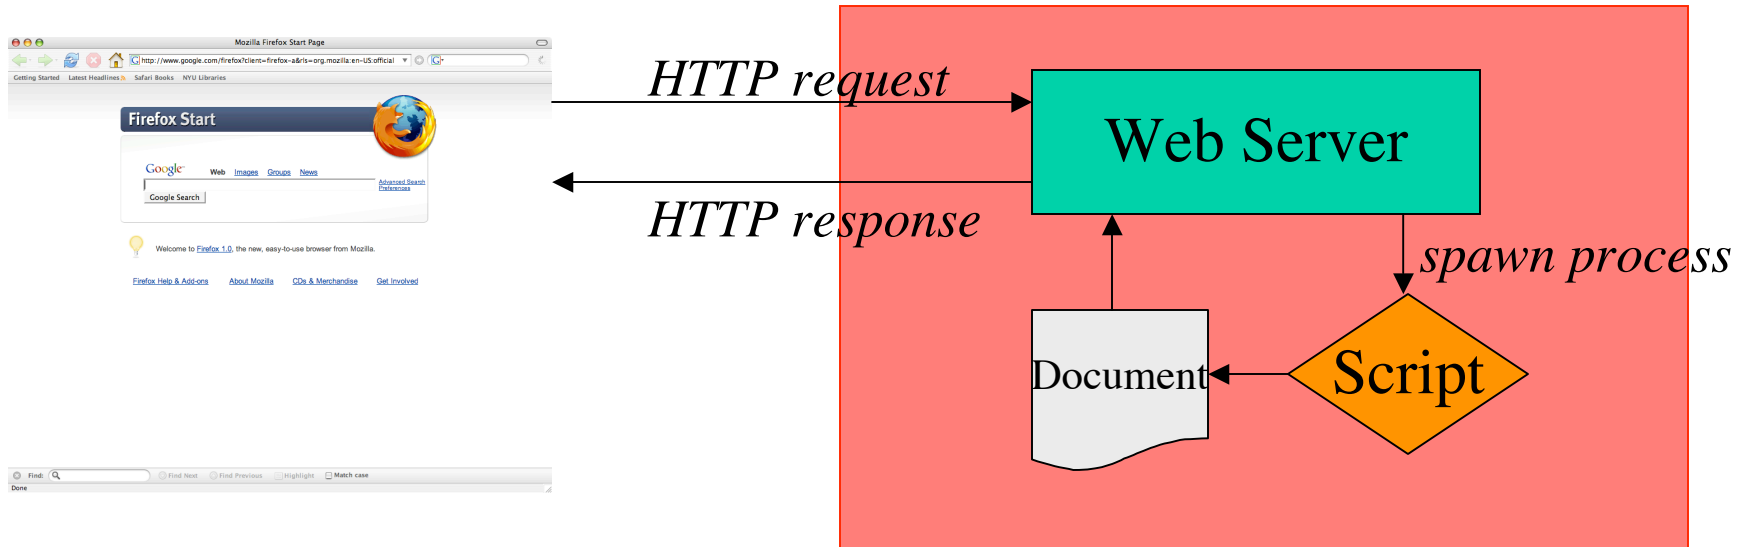 Mozilla Firefox Start Page
G http://www.google.com/firefox?client=firefox-a&rls=org.mozilla:en-US:official G
Getting Started Latest Headlines Safari Books NYU Libraries
Firefox Start
Google Web Images Groups News
Advanced Search
Preferences
Google Search
Welcome to Firefox 1.0, the new, easy-to-use browser from Mozilla.
Firefox Help & Add-ons About Mozilla CDs & Merchandise Get Involved
Find: Find Next Find Previous Highlight Match case
Done
HTTP request
HTTP response
Web Server
spawn process
Script
Document